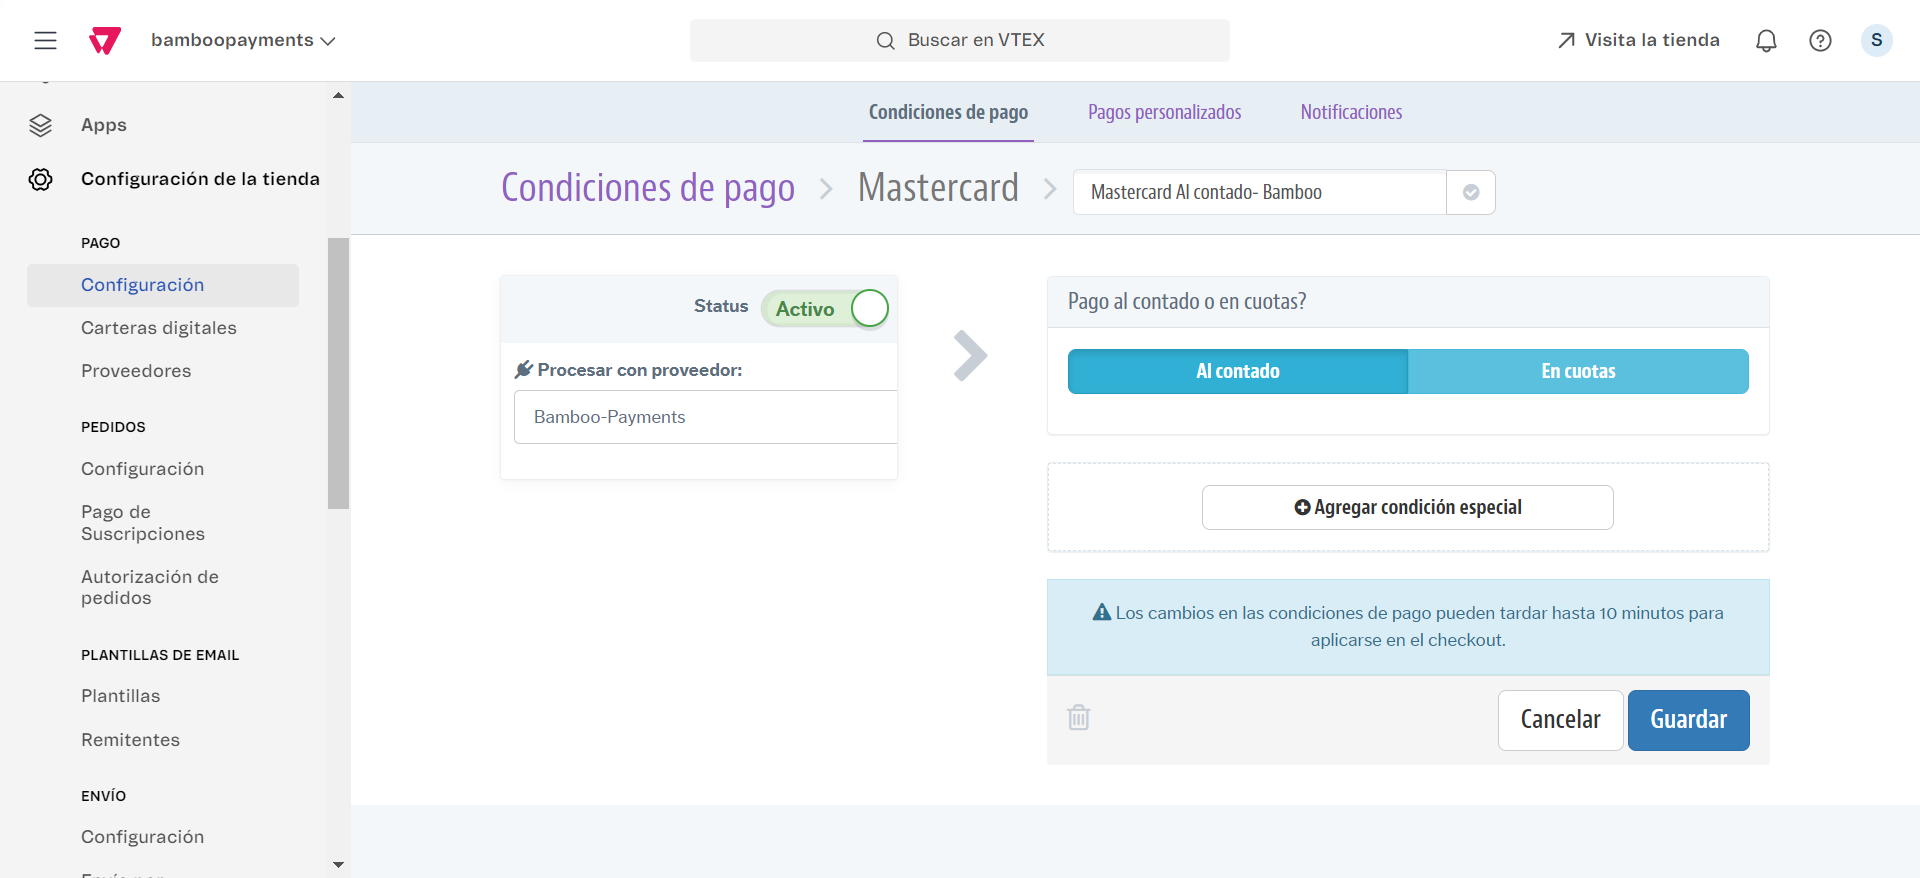 bamboopayments
Buscar en VTEX
Visita la tienda
S
Apps
Configuración de la tienda
PAGO
Configuración
Carteras digitales
Proveedores
PEDIDOS
Configuración
Pago de
Suscripciones
Autorización de
pedidos
PLANTILLAS DE EMAIL
Plantillas
Remitentes
ENVÍO
Configuración
Condiciones de pago
Pagos personalizados
Notificaciones
Condiciones de pago > Mastercard >
Mastercard Al contado- Bamboo
Status
Activo
Procesar con proveedor:
Bamboo-Payments
Pago al contado o en cuotas?
Al contado
En cuotas
Agregar condición especial
Los cambios en las condiciones de pago pueden tardar hasta 10 minutos para
aplicarse en el checkout.
Cancelar
Guardar